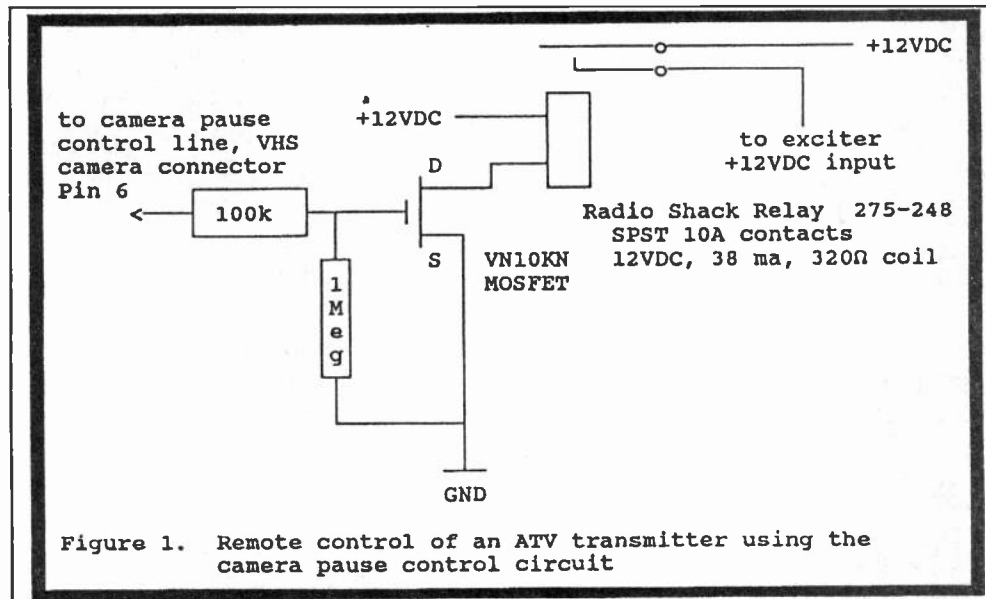 +12VDC
+12VDC
to camera pause
control line, VHS
camera connector
Pin 6
to exciter
+12VDC input
D
<
100k
Radio Shack Relay 275-248
SPST 10A contacts
12VDC, 38 ma, 320Ω coil
S
VN10KN
MOSFET
1
M
e
g
GND
Figure 1. Remote control of an ATV transmitter using the
camera pause control circuit